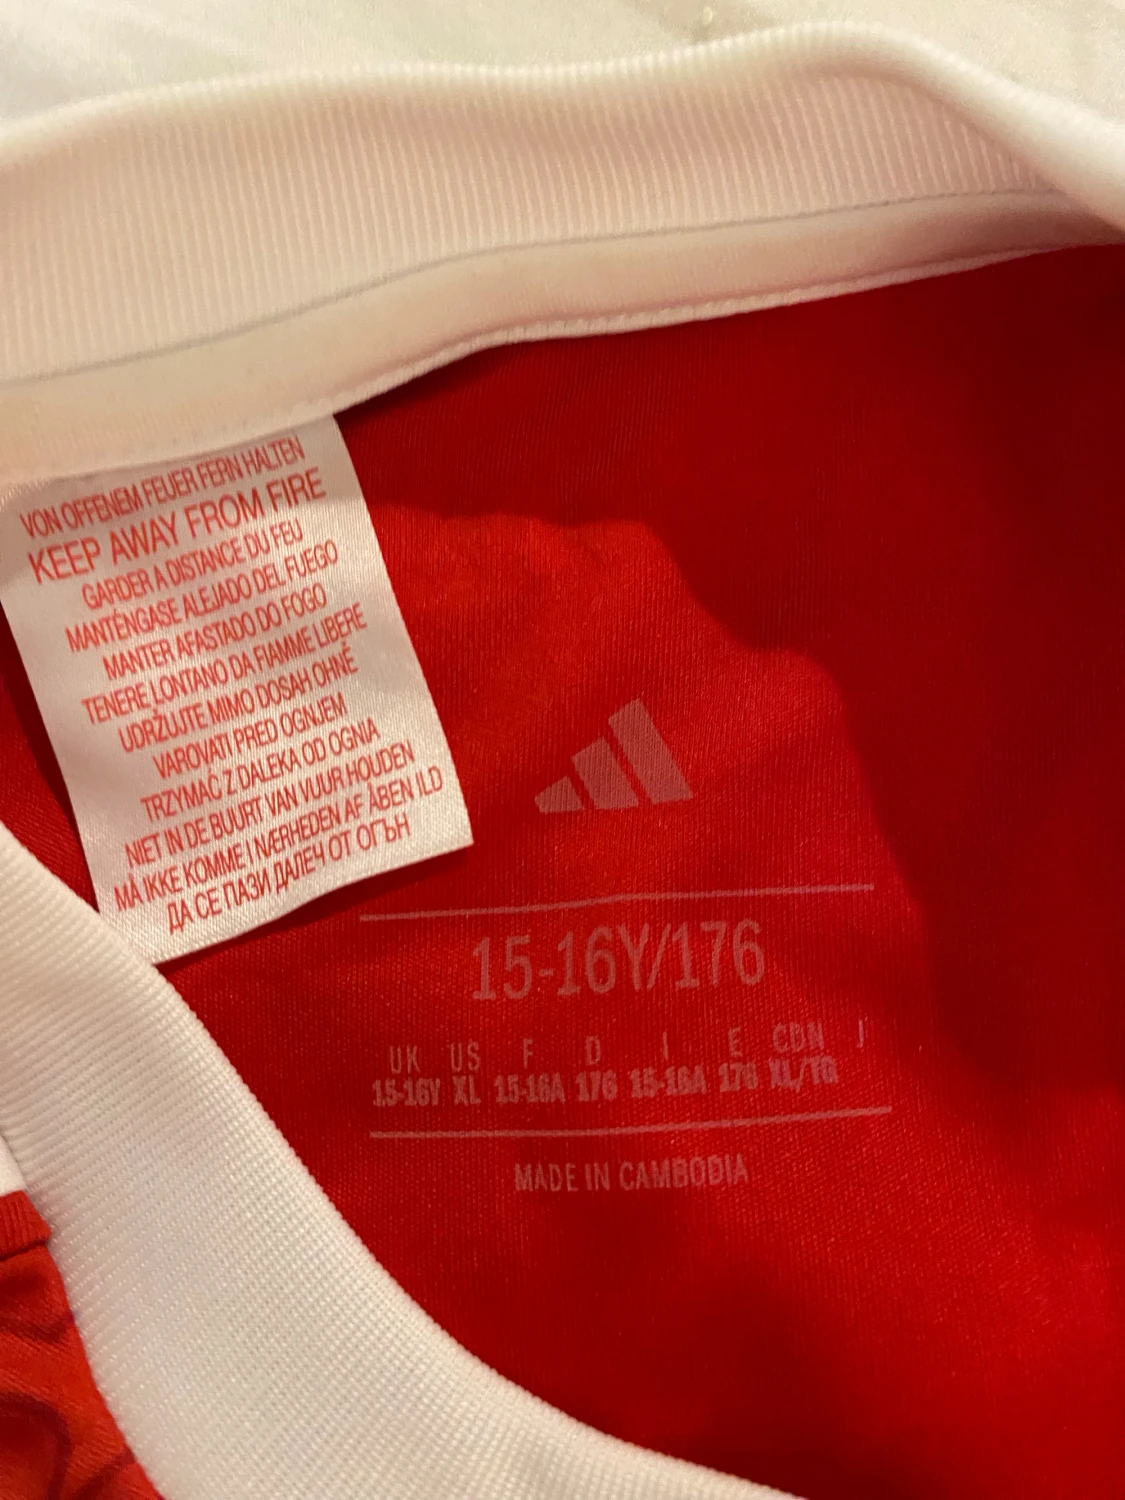 VON OFFENEM FEUER FERN HALTEN
KEEP AWAY FROM FIRE
GARDER A DISTANCE DU FEU
MANTÉNGASE ALEJADO DEL FUEGO
MANTER AFASTADO DO FOGO
TENERE LONTANO DA FIAMME LIBERE
UDRŽUJTE MIMO DOSAH OHNĚ
VAROVATI PRED OGNJEM
TRZYMAĆ Z DALEKA OD OGNIA
NIET IN DE BUURT VAN VUUR HOUDEN
MÅ IKKE KOMME I NÆRHEDEN AF ÅBEN ILD
ДА СЕ ПАЗИ ДАЛЕЧ ОТ ОГЪН
15-16Y/176
UK US F D I E CDN J
15-16Y XL 15-16A 176 15-16A 176 XL/TG
MADE IN CAMBODIA